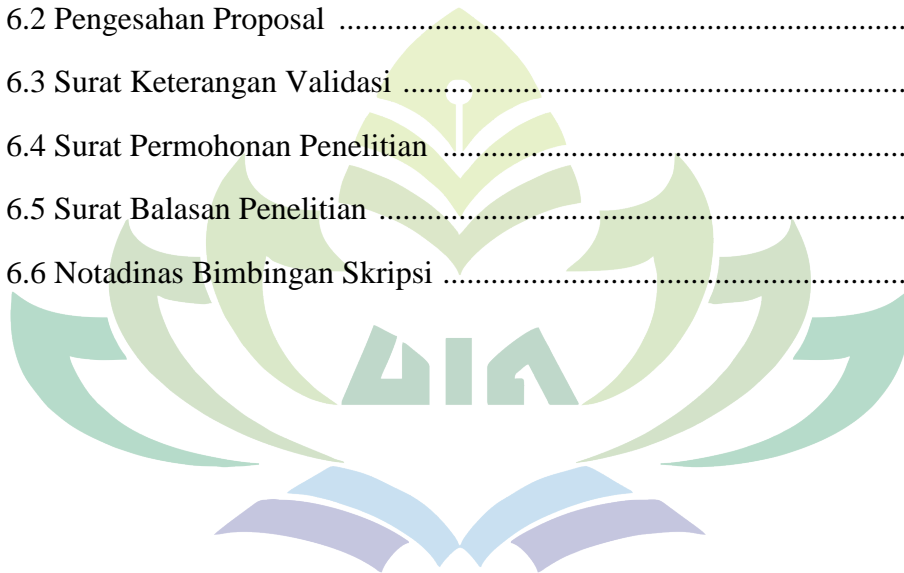 6.2 Pengesahan Proposal ....................................................................
6.3 Surat Keterangan Validasi ............................................................
6.4 Surat Permohonan Penelitian ........................................................
6.5 Surat Balasan Penelitian ................................................................
6.6 Notadinas Bimbingan Skripsi ........................................................
UIN